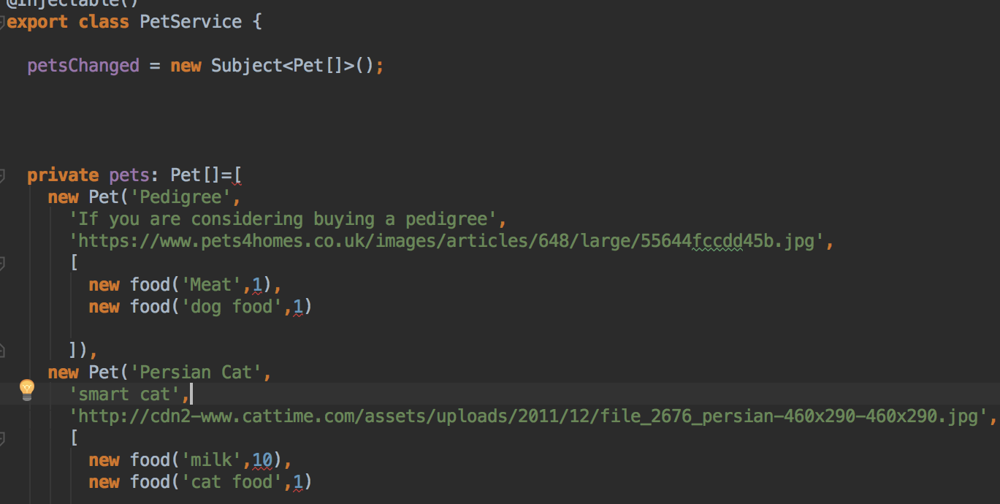 @Injectable()
export class PetService {
petsChanged = new Subject<Pet[]>();
private pets: Pet[]=[
new Pet('Pedigree',
'If you are considering buying a pedigree',
'https://www.pets4homes.co.uk/images/articles/648/large/55644fccdd45b.jpg',
[
new food('Meat',1),
new food('dog food',1)
]),
new Pet('Persian Cat',
'smart cat',
'http://cdn2-www.cattime.com/assets/uploads/2011/12/file_2676_persian-460x290-460x290.jpg',
[
new food('milk',10),
new food('cat food',1)